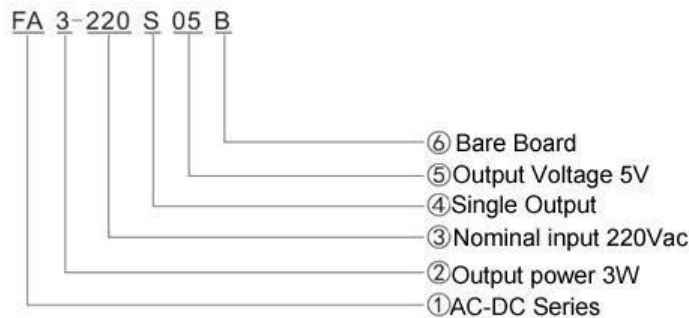 FA 3-220 S 05 B
⑥ Bare Board
⑤Output Voltage 5V
④Single Output
③Nominal input 220Vac
②Output power 3W
①AC-DC Series